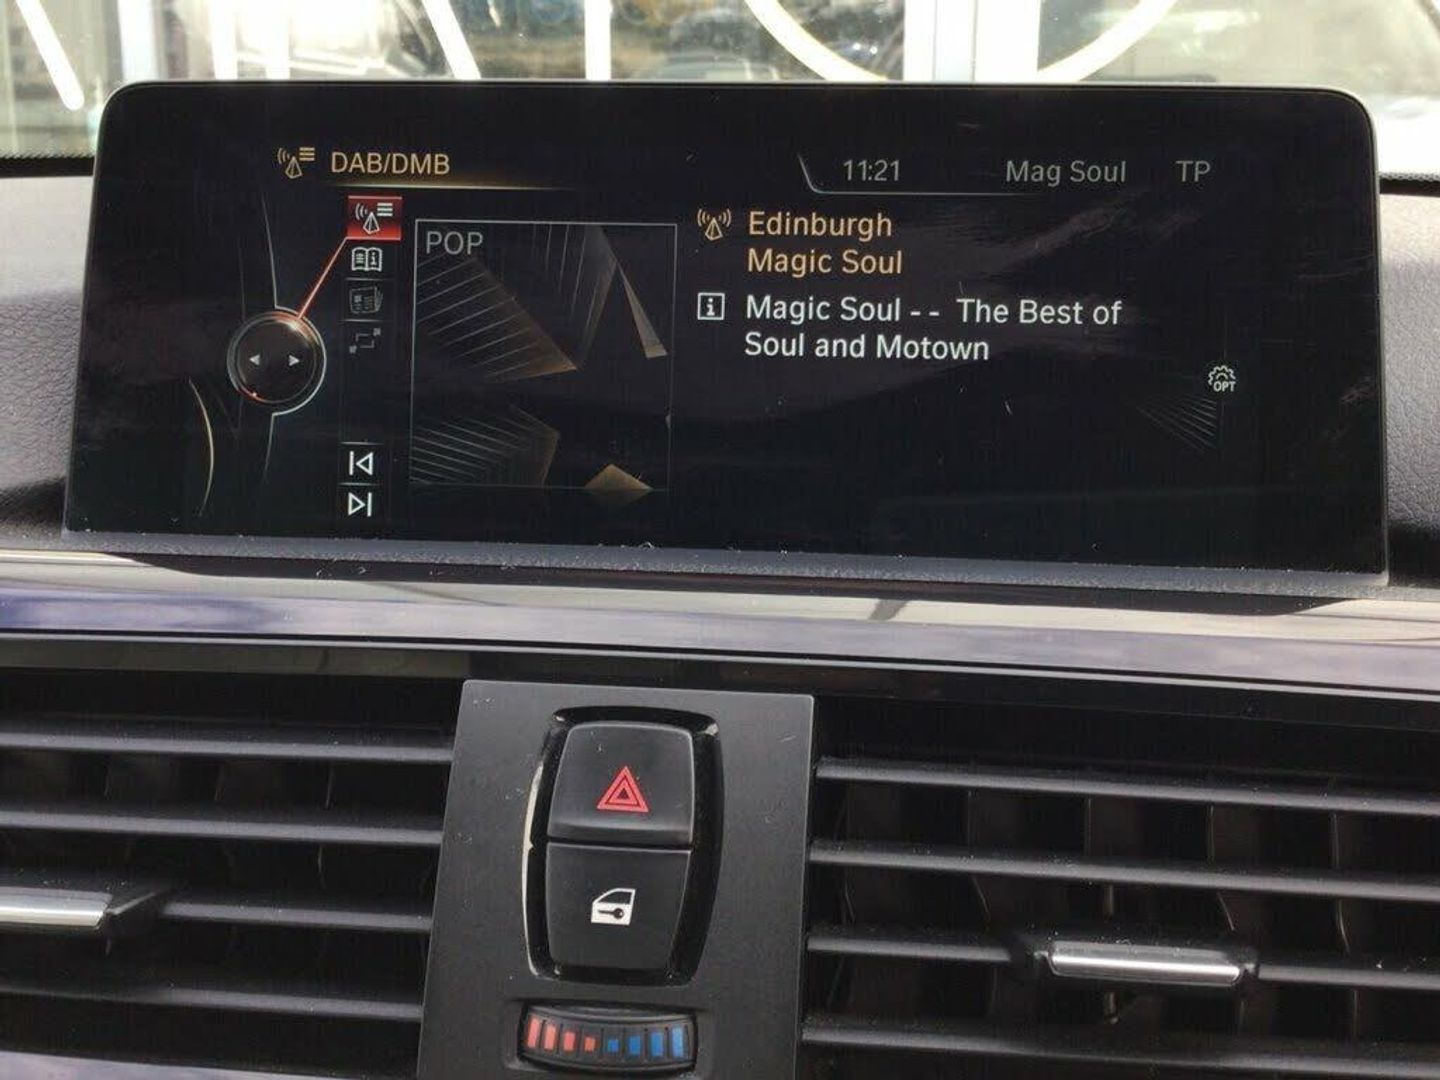 DAB/DMB
11:21 Mag Soul TP
POP
Edinburgh
Magic Soul
i Magic Soul -- The Best of
Soul and Motown
OPT